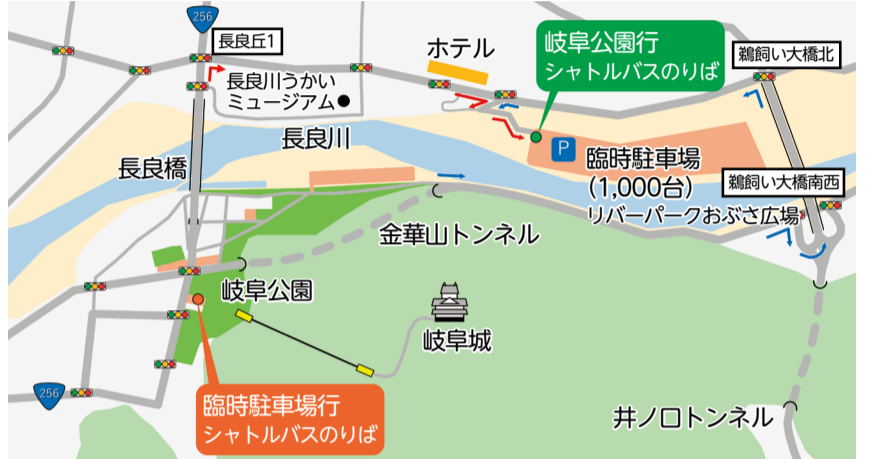 256
長良丘1
ホテル
岐阜公園行
シャトルバスのりば
鵜飼い大橋北
長良川うかい
ミュージアム
長良川
長良橋
P
臨時駐車場
(1,000台)
リバーパークおぶさ広場
鵜飼い大橋南西
金華山トンネル
岐阜公園
岐阜城
256
臨時駐車場行
シャトルバスのりば
井ノ口トンネル